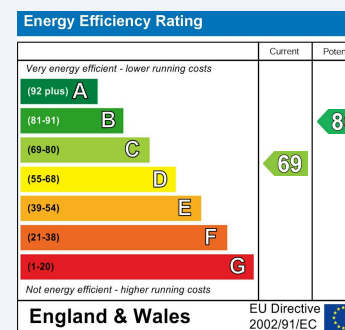 Energy Efficiency Rating
Current
Very energy efficient - lower running costs
(92 plus) A
(81-91) B
(69-80) C
69
(55-68) D
(39-54) E
(21-38) F
(1-20) G
Not energy efficient - higher running costs
England & Wales
EU Directive
2002/91/EC